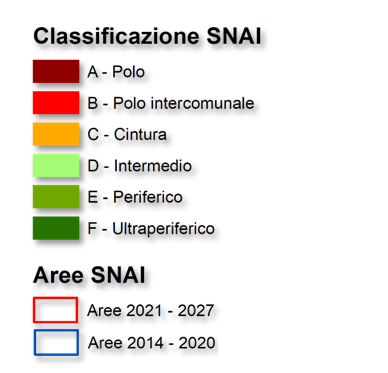 Classificazione SNAI
A - Polo
B - Polo intercomunale
C - Cintura
D - Intermedio
E - Periferico
F - Ultraperiferico
Aree SNAI
Aree 2021 - 2027
Aree 2014 - 2020